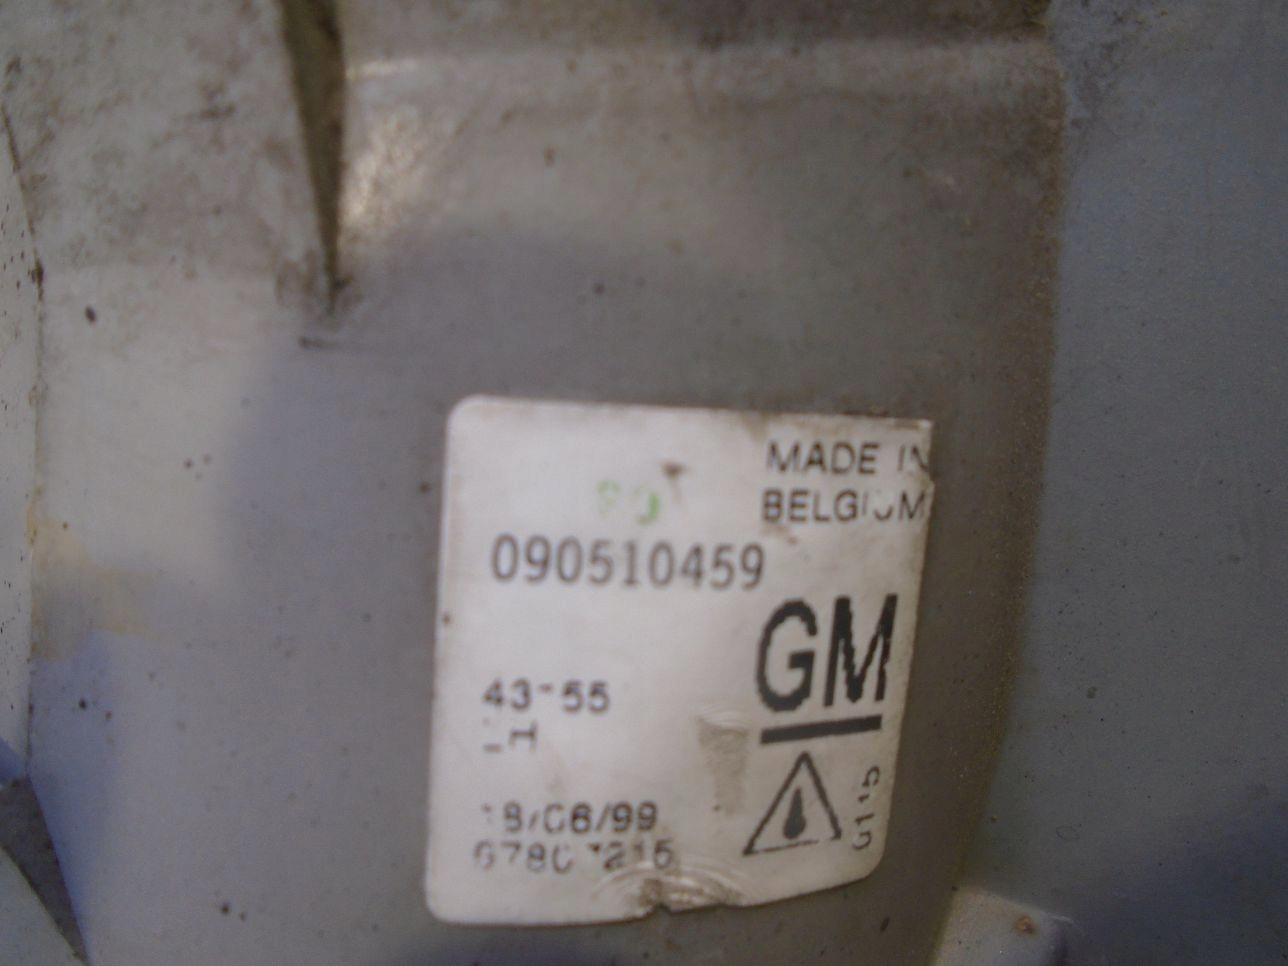 MADE IN
BELGIUM
090510459
GM
43-55
LH
18/06/99